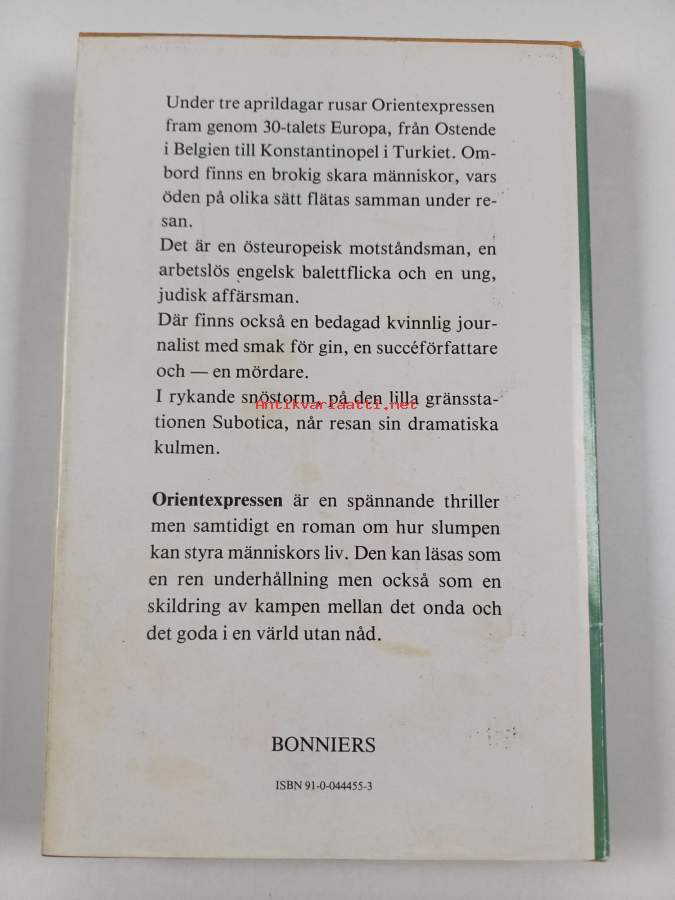 Under tre aprildagar rusar Orientexpressen
fram genom 30-talets Europa, från Ostende
i Belgien till Konstantinopel i Turkiet. Om-
bord finns en brokig skara människor, vars
öden på olika sätt flätas samman under re-
san.
Det är en östeuropeisk motståndsman, en
arbetslös engelsk balettflicka och en ung,
judisk affärsman.
Där finns också en bedagad kvinnlig jour-
nalist med smak för gin, en succéförfattare
och — en mördare.
I rykande snöstorm, på den lilla gränssta-
Antikvariaatti.net
tionen Subotica, når resan sin dramatiska
kulmen.
Orientexpressen är en spännande thriller
men samtidigt en roman om hur slumpen
kan styra människors liv. Den kan läsas som
en ren underhållning men också som en
skildring av kampen mellan det onda och
det goda i en värld utan nåd.
BONNIERS
ISBN 91-0-044455-3